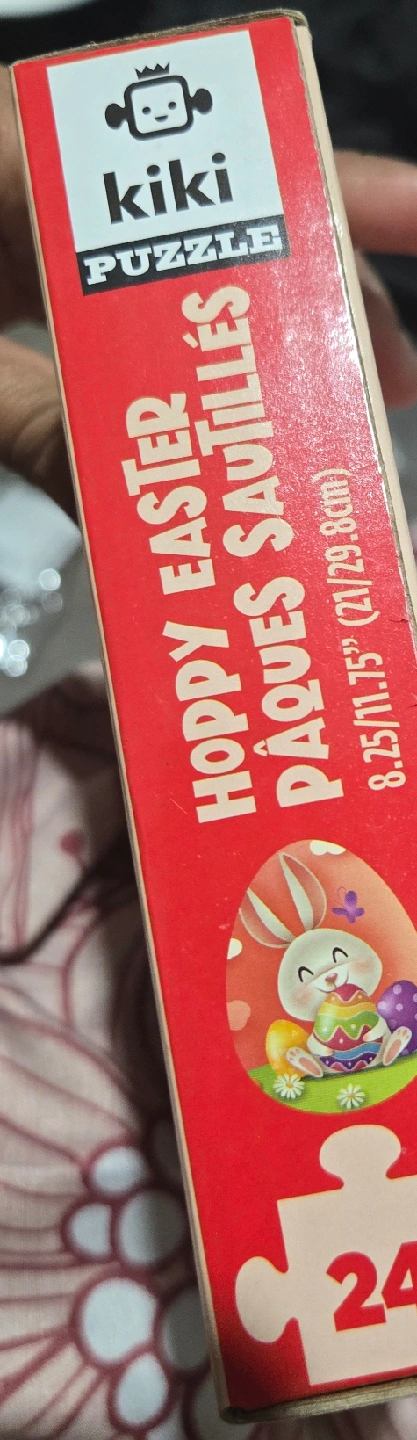 kiki
PUZZLE
HOPPY EASTER
PÂQUES SAUTILLÉS
8.25/11.75” (21/29.8cm)
24